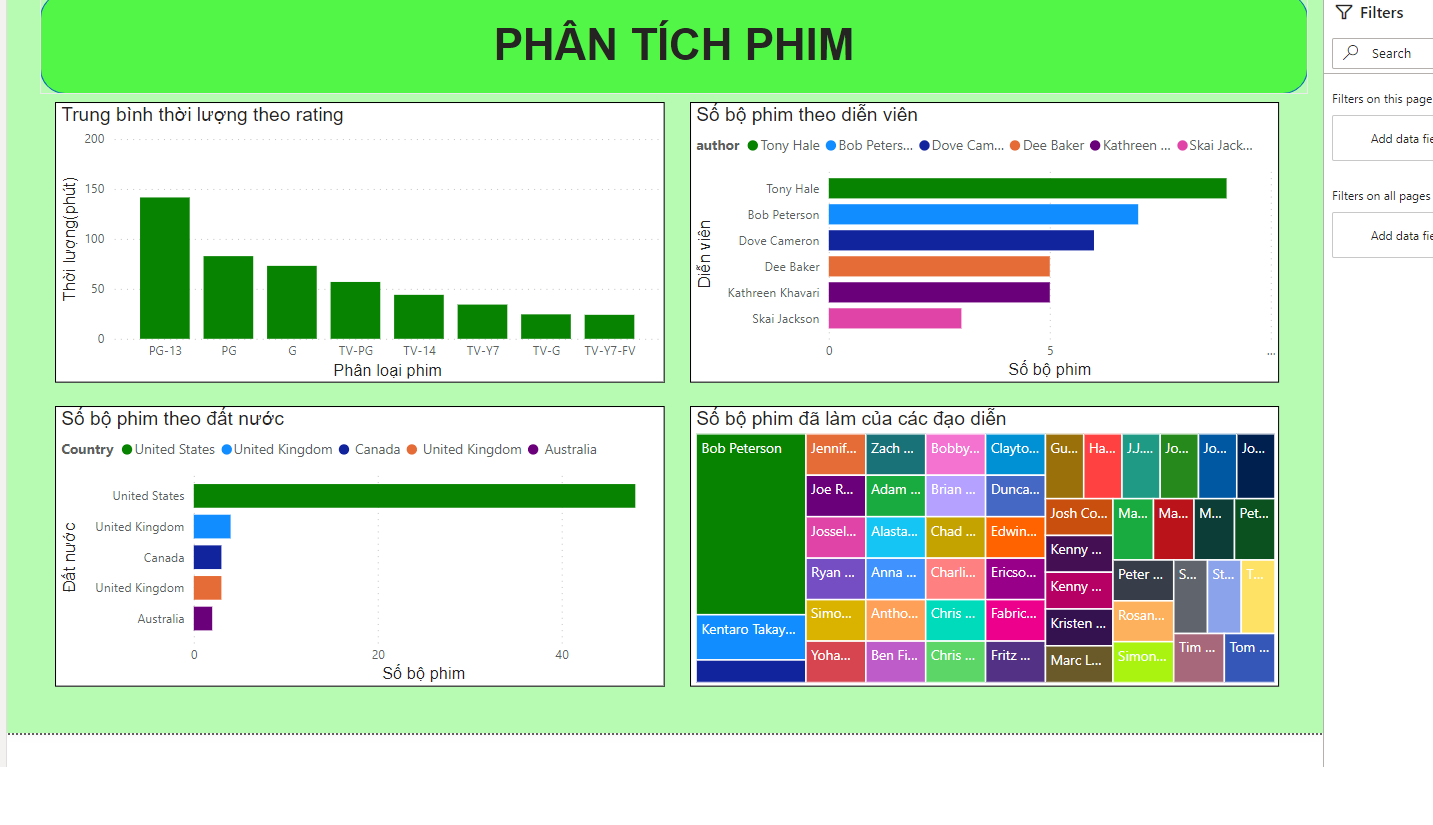 PHÂN TÍCH PHIM
Filters
Search
Filters on this page
Add data fie
Filters on all pages
Add data fie
Trung bình thời lượng theo rating
Thời lượng(phút)
200
150
100
50
0
PG-13 PG G TV-PG TV-14 TV-Y7 TV-G TV-Y7-FV
Phân loại phim
Số bộ phim theo diễn viên
author Tony Hale Bob Peters... Dove Cam... Dee Baker Kathreen ... Skai Jack...
Diễn viên
Tony Hale
Bob Peterson
Dove Cameron
Dee Baker
Kathreen Khavari
Skai Jackson
0 5 ...
Số bộ phim
Số bộ phim theo đất nước
Country United States United Kingdom Canada United Kingdom Australia
Đất nước
United States
United Kingdom
Canada
United Kingdom
Australia
0 20 40
Số bộ phim
Số bộ phim đã làm của các đạo diễn
Bob Peterson
Kentaro Takay...
Jennif...
Joe R...
Jossel...
Ryan ...
Simo...
Yoha...
Zach ...
Adam ...
Alasta...
Anna ...
Antho...
Ben Fi...
Bobby...
Brian ...
Chad ...
Charli...
Chris ...
Chris ...
Clayto...
Dunca...
Edwin...
Ericso...
Fabric...
Fritz ...
Gu... Ha... J.J.... Jo... Jo... Jo...
Josh Co...
Kenny ...
Kenny ...
Kristen ...
Marc L...
Ma... Ma... M... Pet...
Peter ...
Rosan...
Simon...
S... St... T...
Tim ... Tom ...